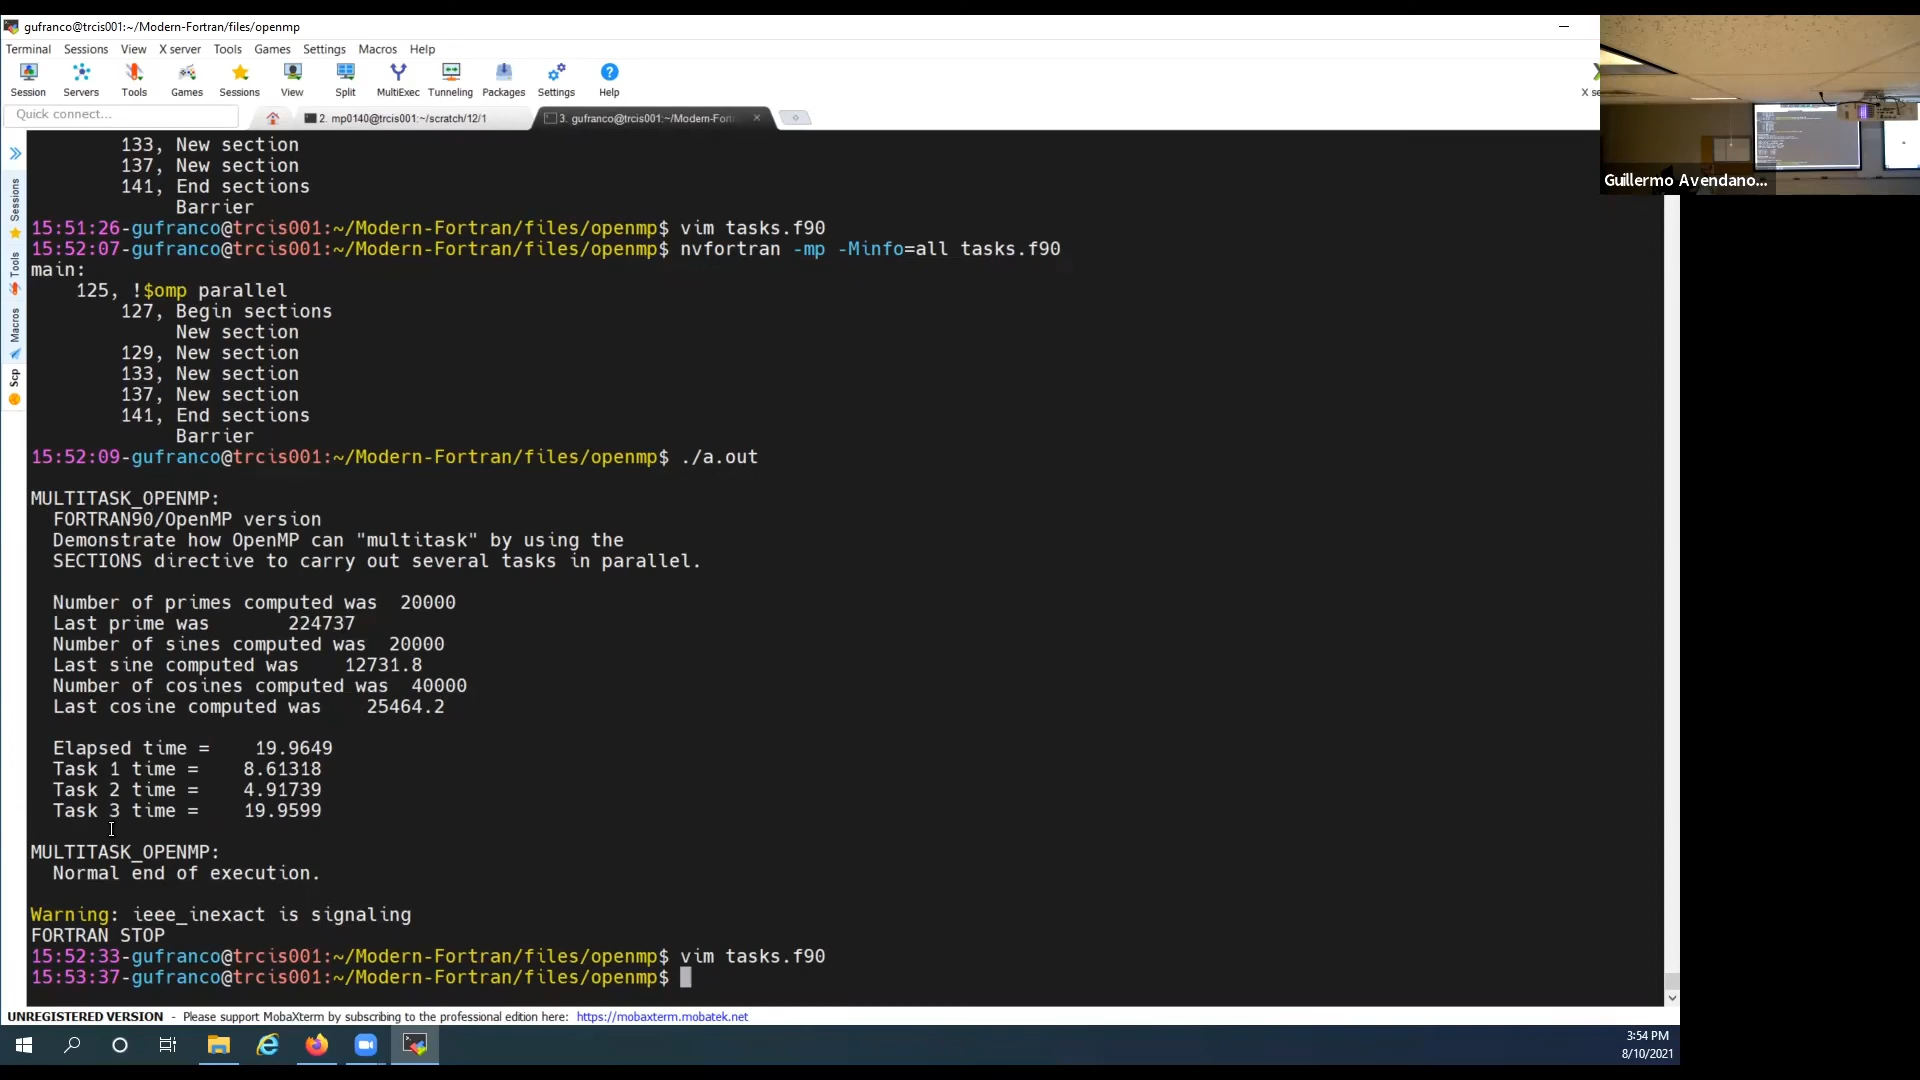 gufranco@trcis001:~/Modern-Fortran/files/openmp
Terminal Sessions View X server Tools Games Settings Macros Help
Session Servers Tools Games Sessions View Split MultiExec Tunneling Packages Settings Help
X se
Quick connect...
2. mp0140@trcis001:~/scratch/12/1
3. gufranco@trcis001:~/Modern-Fort
Sessions
Tools
Macros
Scp
133, New section
137, New section
141, End sections
Barrier
15:51:26-gufranco@trcis001:~/Modern-Fortran/files/openmp$ vim tasks.f90
15:52:07-gufranco@trcis001:~/Modern-Fortran/files/openmp$ nvfortran -mp -Minfo=all tasks.f90
main:
125, !$omp parallel
127, Begin sections
New section
129, New section
133, New section
137, New section
141, End sections
Barrier
15:52:09-gufranco@trcis001:~/Modern-Fortran/files/openmp$ ./a.out
MULTITASK_OPENMP:
FORTRAN90/OpenMP version
Demonstrate how OpenMP can "multitask" by using the
SECTIONS directive to carry out several tasks in parallel.
Number of primes computed was 20000
Last prime was 224737
Number of sines computed was 20000
Last sine computed was 12731.8
Number of cosines computed was 40000
Last cosine computed was 25464.2
Elapsed time = 19.9649
Task 1 time = 8.61318
Task 2 time = 4.91739
Task 3 time = 19.9599
MULTITASK_OPENMP:
Normal end of execution.
Warning: ieee_inexact is signaling
FORTRAN STOP
15:52:33-gufranco@trcis001:~/Modern-Fortran/files/openmp$ vim tasks.f90
15:53:37-gufranco@trcis001:~/Modern-Fortran/files/openmp$
UNREGISTERED VERSION - Please support MobaXterm by subscribing to the professional edition here: https://mobaxterm.mobatek.net
3:54 PM
8/10/2021
Guillermo Avendano...